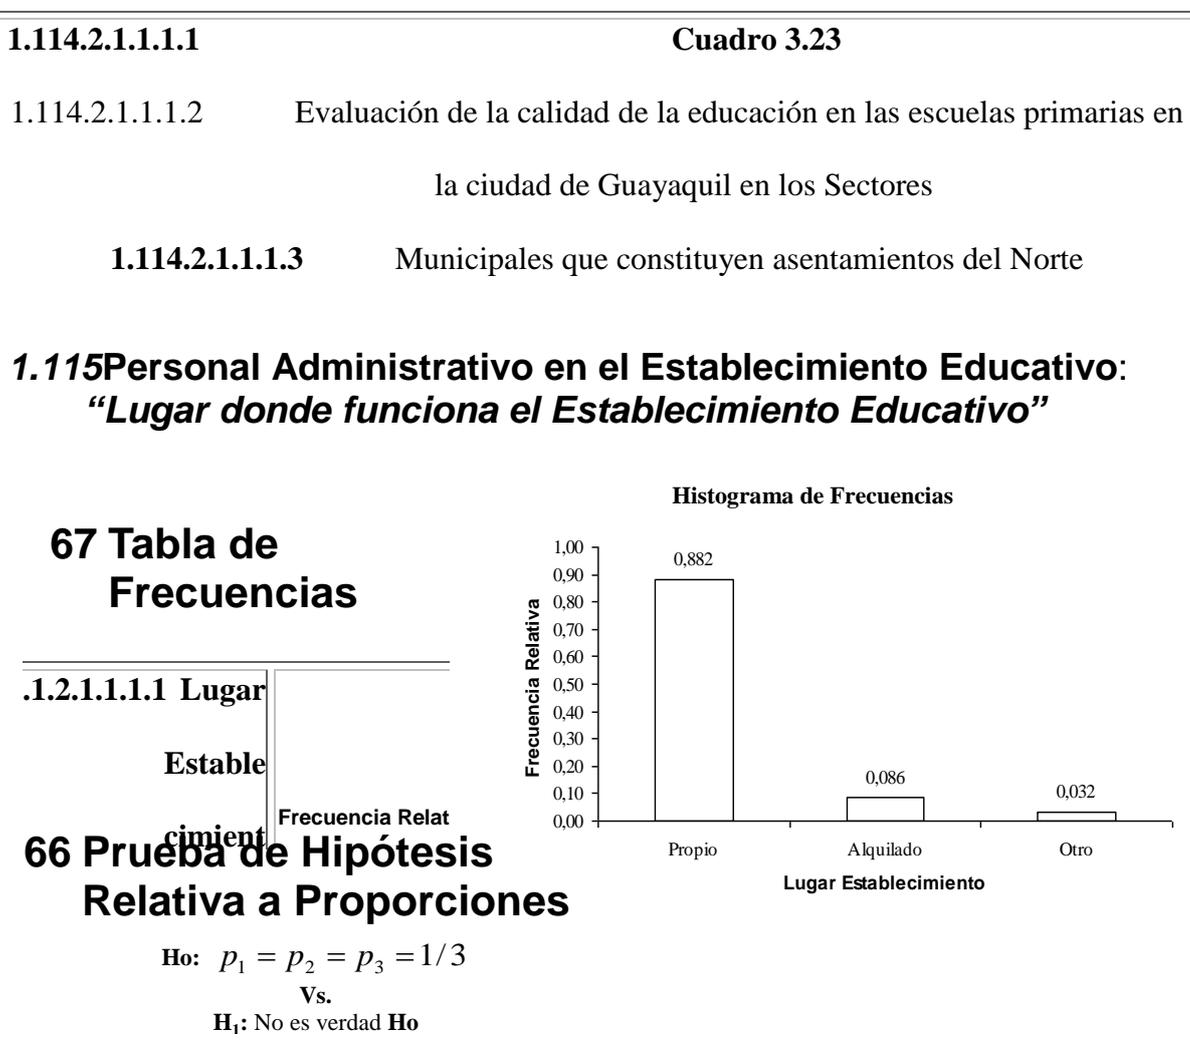 1.114.2.1.1.1.1 Cuadro 3.23
1.114.2.1.1.1.2 Evaluación de la calidad de la educación en las escuelas primarias en
la ciudad de Guayaquil en los Sectores
1.114.2.1.1.1.3 Municipales que constituyen asentamientos del Norte
1.115Personal Administrativo en el Establecimiento Educativo:
“Lugar donde funciona el Establecimiento Educativo”
67 Tabla de
Frecuencias
.1.2.1.1.1.1 Lugar
Estable
cimient
Frecuencia Relat
66 Prueba de Hipótesis
Relativa a Proporciones
Ho: p₁ = p₂ = p₃ = 1/3
Vs.
H₁: No es verdad Ho
Histograma de Frecuencias
Frecuencia Relativa
1,00
0,90
0,80
0,70
0,60
0,50
0,40
0,30
0,20
0,10
0,00
0,882
0,086
0,032
Propio Alquilado Otro
Lugar Establecimiento